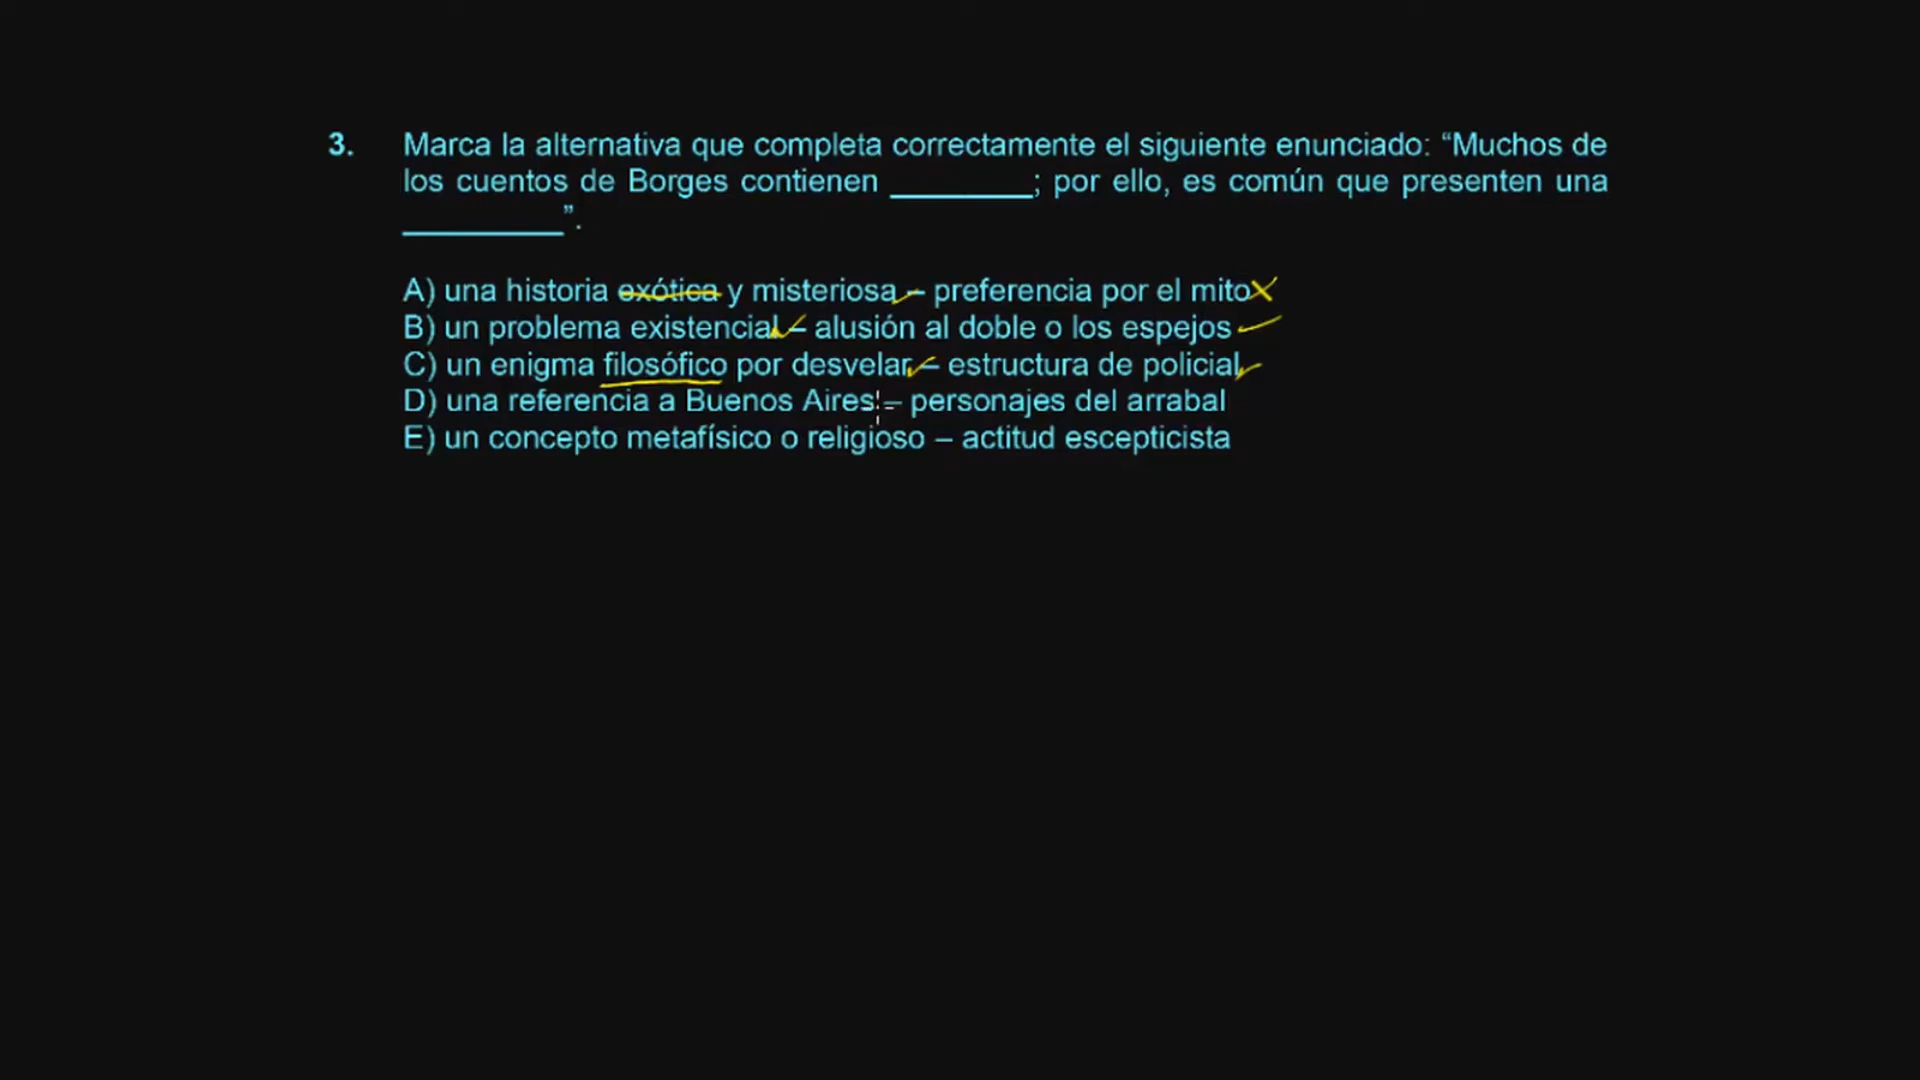 3. Marca la alternativa que completa correctamente el siguiente enunciado: “Muchos de
los cuentos de Borges contienen ________; por ello, es común que presenten una
_________”.
A) una historia exótica y misteriosa – preferencia por el mito
B) un problema existencial – alusión al doble o los espejos
C) un enigma filosófico por desvelar – estructura de policial
D) una referencia a Buenos Aires – personajes del arrabal
E) un concepto metafísico o religioso – actitud escepticista